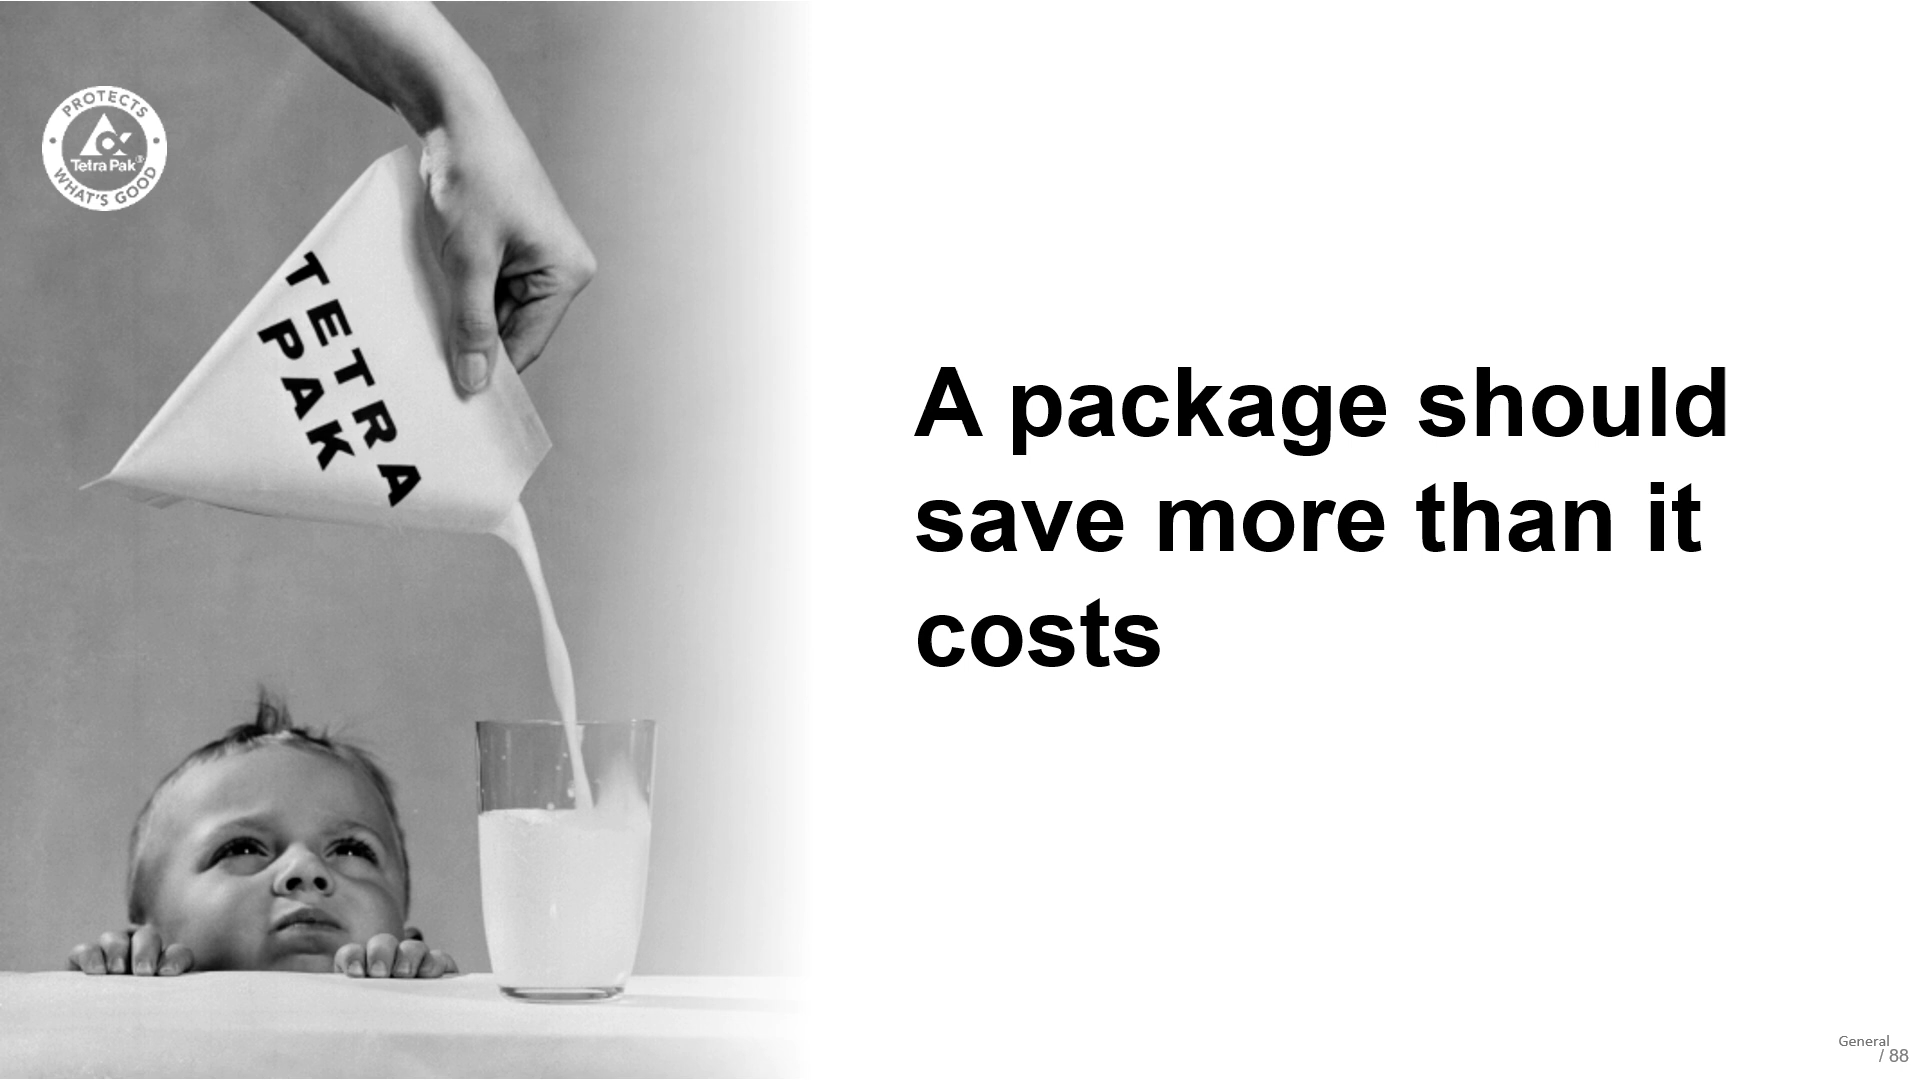 PROTECTS
Tetra Pak®
WHAT'S GOOD
TETRA
PAK
A package should
save more than it
costs
General
/ 88